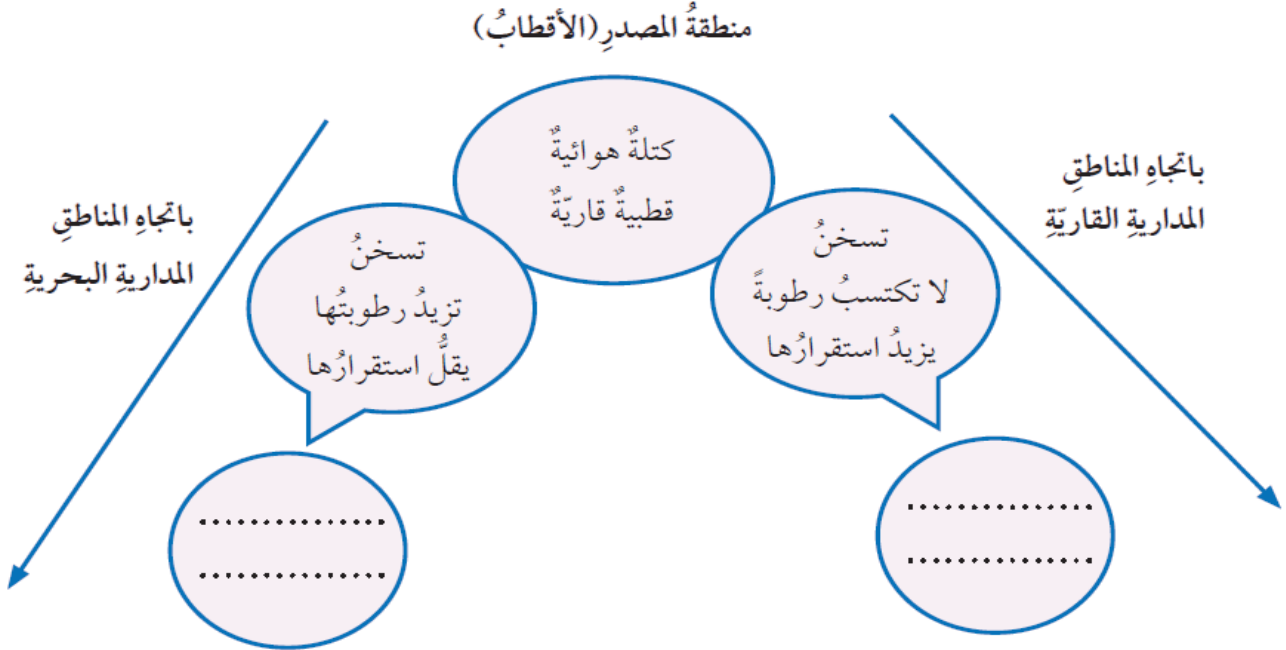 منطقةُ المصدرِ (الأقطابُ)
كتلةٌ هوائيةٌ
قطبيةٌ قاريّةٌ
باتجاهِ المناطقِ
المداريةِ القاريّةِ
تسخنُ
لا تكتسبُ رطوبةً
يزيدُ استقرارُها
باتجاهِ المناطقِ
المداريةِ البحريةِ
تسخنُ
تزيدُ رطوبتُها
يقلُّ استقرارُها
..............
..............
..............
..............